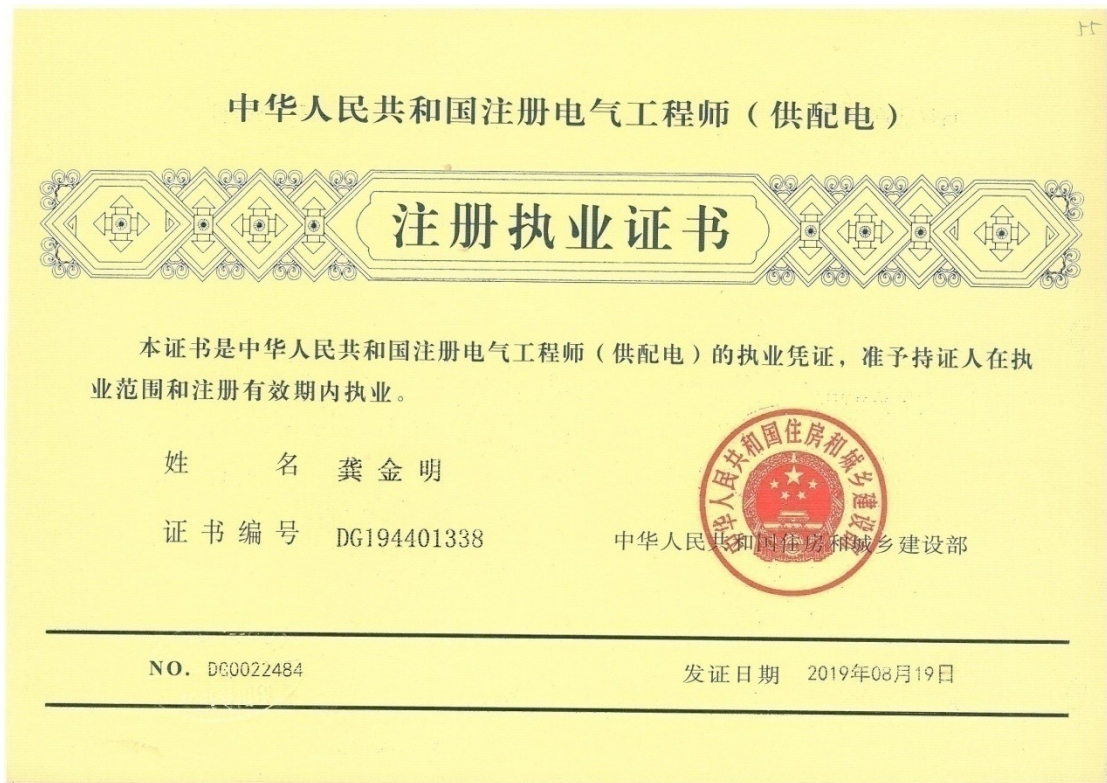 55
中华人民共和国注册电气工程师（供配电）
注册执业证书
本证书是中华人民共和国注册电气工程师（供配电）的执业凭证，准予持证人在执
业范围和注册有效期内执业。
姓 名 龚金明
证书编号 DG194401338
中华人民共和国住房和城乡建设部
中华人民共和国住房和城乡建设部
NO. DG0022484
发证日期 2019年08月19日